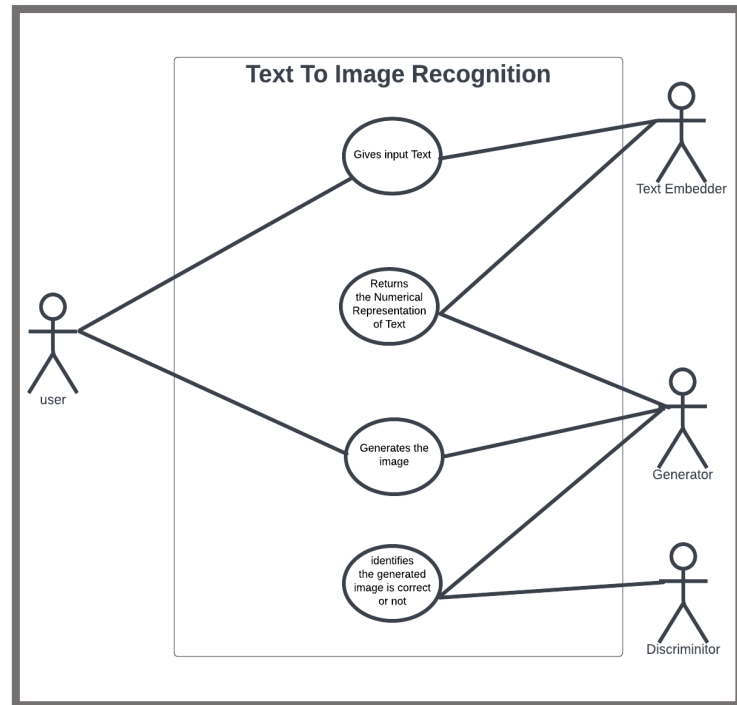 Text To Image Recognition
Gives input Text
Text Embedder
Returns
the Numerical
Representation
of Text
user
Generates the
image
Generator
identifies
the generated
image is correct
or not
Discriminitor